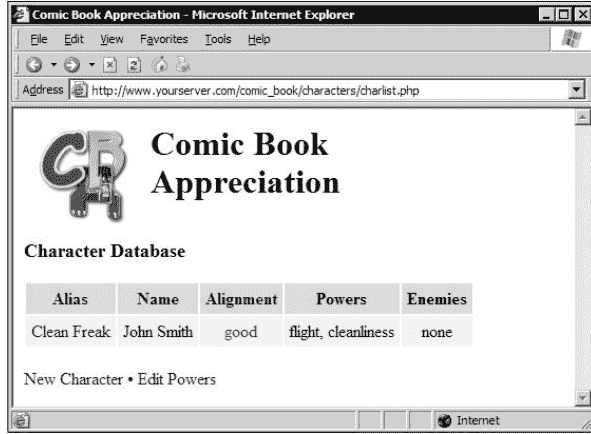 Comic Book Appreciation - Microsoft Internet Explorer
File Edit View Favorites Tools Help
Address http://www.yourserver.com/comic_book/characters/charlist.php
CB
Comic Book
Appreciation
Character Database
Alias Name Alignment Powers Enemies
Clean Freak John Smith good flight, cleanliness none
New Character • Edit Powers
Internet